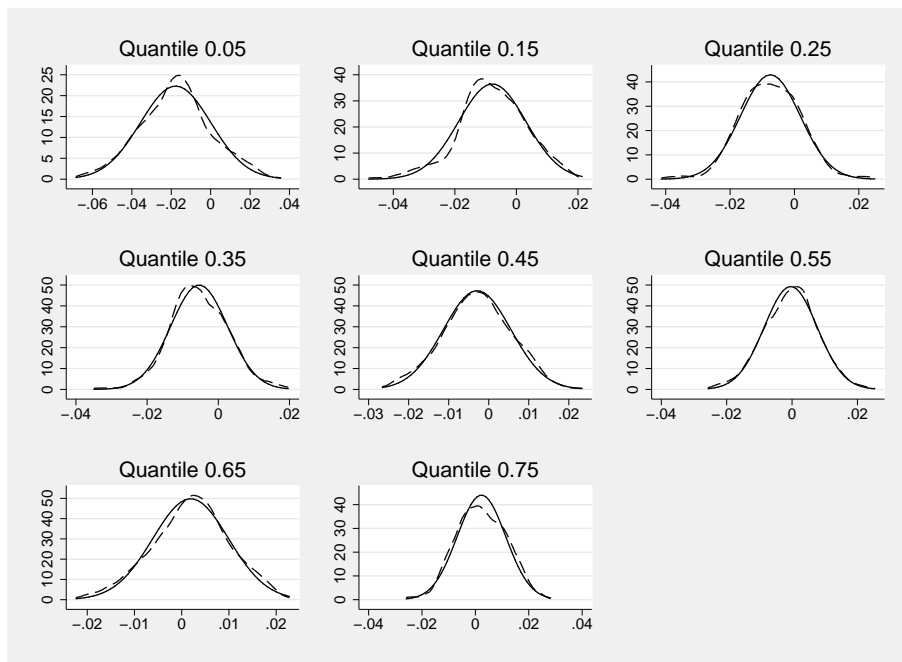 Quantile 0.05
0 5 10 15 20 25
−.06 −.04 −.02 0 .02 .04
Quantile 0.15
0 10 20 30 40
−.04 −.02 0 .02
Quantile 0.25
0 10 20 30 40
−.04 −.02 0 .02
Quantile 0.35
0 10 20 30 40 50
−.04 −.02 0 .02
Quantile 0.45
0 10 20 30 40 50
−.03 −.02 −.01 0 .01 .02
Quantile 0.55
0 10 20 30 40 50
−.04 −.02 0 .02
Quantile 0.65
0 10 20 30 40 50
−.02 −.01 0 .01 .02
Quantile 0.75
0 10 20 30 40
−.04 −.02 0 .02 .04